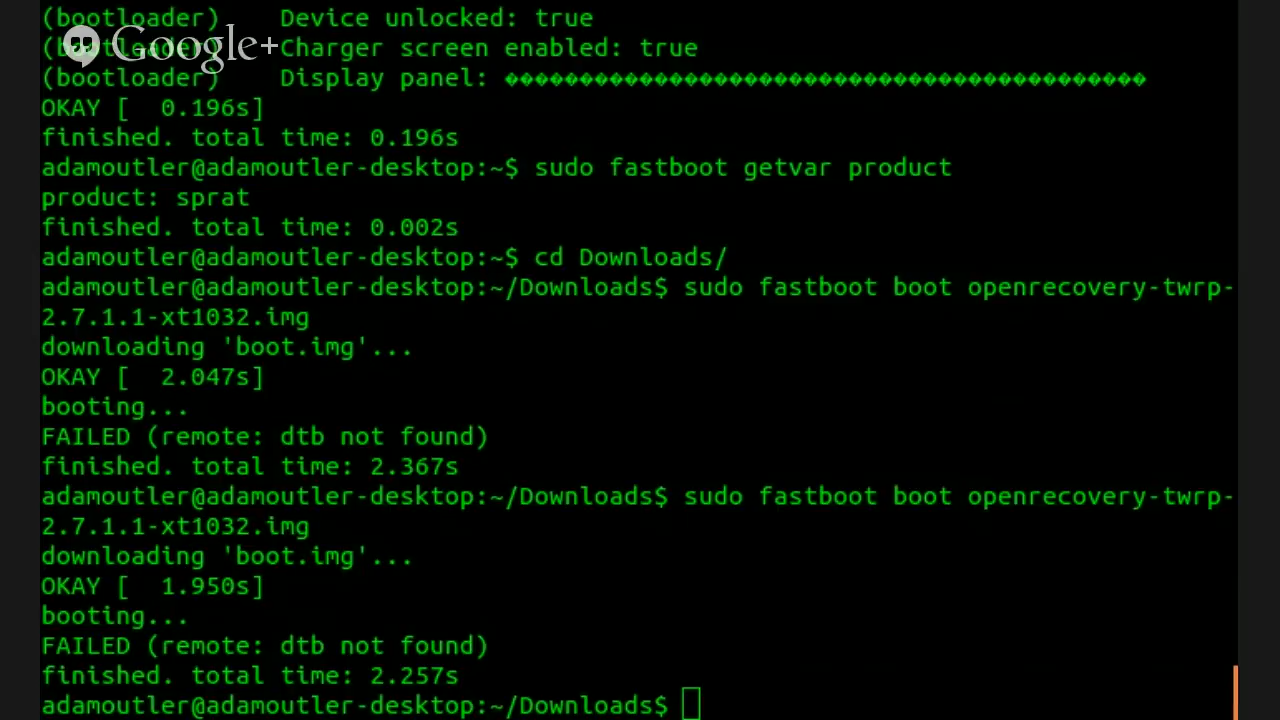 (bootloader)    Device unlocked: true
Google+
(bootloader)    Charger screen enabled: true
(bootloader)    Display panel: �������������������������������������������
OKAY [  0.196s]
finished. total time: 0.196s
adamoutler@adamoutler-desktop:~$ sudo fastboot getvar product
product: sprat
finished. total time: 0.002s
adamoutler@adamoutler-desktop:~$ cd Downloads/
adamoutler@adamoutler-desktop:~/Downloads$ sudo fastboot boot openrecovery-twrp-
2.7.1.1-xt1032.img
downloading 'boot.img'...
OKAY [  2.047s]
booting...
FAILED (remote: dtb not found)
finished. total time: 2.367s
adamoutler@adamoutler-desktop:~/Downloads$ sudo fastboot boot openrecovery-twrp-
2.7.1.1-xt1032.img
downloading 'boot.img'...
OKAY [  1.950s]
booting...
FAILED (remote: dtb not found)
finished. total time: 2.257s
adamoutler@adamoutler-desktop:~/Downloads$